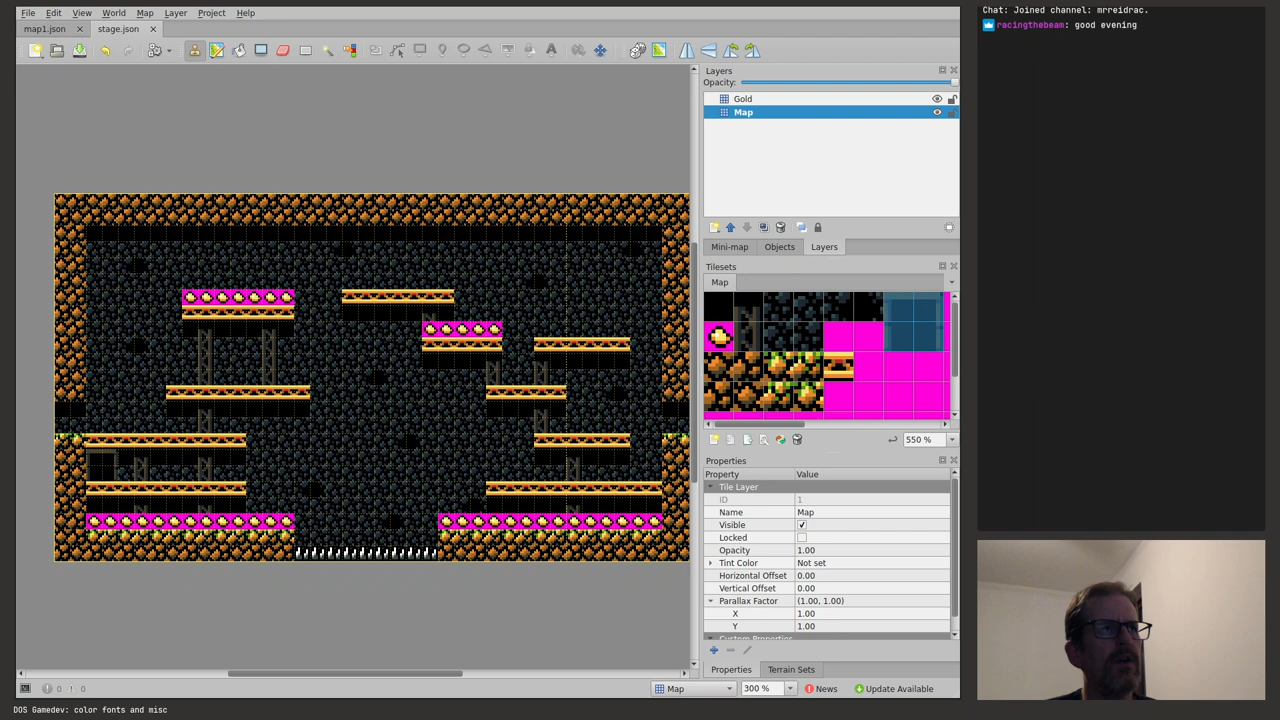 File Edit View World Map Layer Project Help
map1.json
stage.json
Layers
Opacity:
Gold
Map
Mini-map Objects Layers
Tilesets
Map
550 %
Properties
Property Value
Tile Layer
ID 1
Name Map
Visible
Locked
Opacity 1.00
Tint Color Not set
Horizontal Offset 0.00
Vertical Offset 0.00
Parallax Factor (1.00, 1.00)
X 1.00
Y 1.00
Custom Properties
Properties Terrain Sets
0 0 Map 300 % News Update Available
DOS Gamedev: color fonts and misc
Chat: Joined channel: mrreidrac.
racingthebeam: good evening